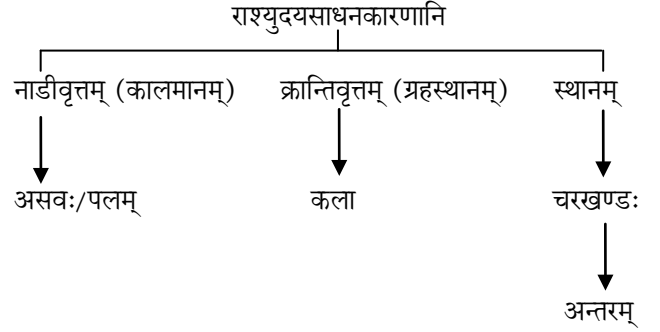 राश्युदयसाधनकारणानि
नाडीवृत्तम् (कालमानम्) क्रान्तिवृत्तम् (ग्रहस्थानम्) स्थानम्
असवः/पलम् कला चरखण्डः
अन्तरम्